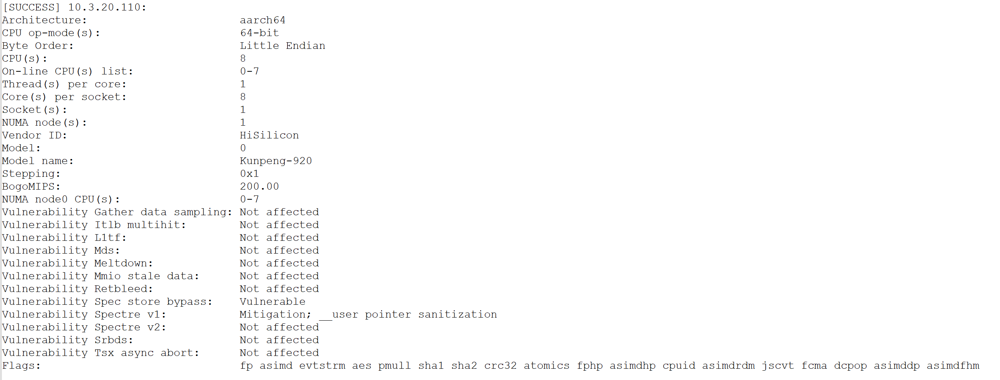 [SUCCESS] 10.3.20.110:
Architecture: aarch64
CPU op-mode(s): 64-bit
Byte Order: Little Endian
CPU(s): 8
On-line CPU(s) list: 0-7
Thread(s) per core: 1
Core(s) per socket: 8
Socket(s): 1
NUMA node(s): 1
Vendor ID: HiSilicon
Model: 0
Model name: Kunpeng-920
Stepping: 0x1
BogoMIPS: 200.00
NUMA node0 CPU(s): 0-7
Vulnerability Gather data sampling: Not affected
Vulnerability Itlb multihit: Not affected
Vulnerability L1tf: Not affected
Vulnerability Mds: Not affected
Vulnerability Meltdown: Not affected
Vulnerability Mmio stale data: Not affected
Vulnerability Retbleed: Not affected
Vulnerability Spec store bypass: Vulnerable
Vulnerability Spectre v1: Mitigation; __user pointer sanitization
Vulnerability Spectre v2: Not affected
Vulnerability Srbds: Not affected
Vulnerability Tsx async abort: Not affected
Flags: fp asimd evtstrm aes pmull sha1 sha2 crc32 atomics fphp asimdhp cpuid asimdrdm jscvt fcma dcpop asimddp asimdfhm